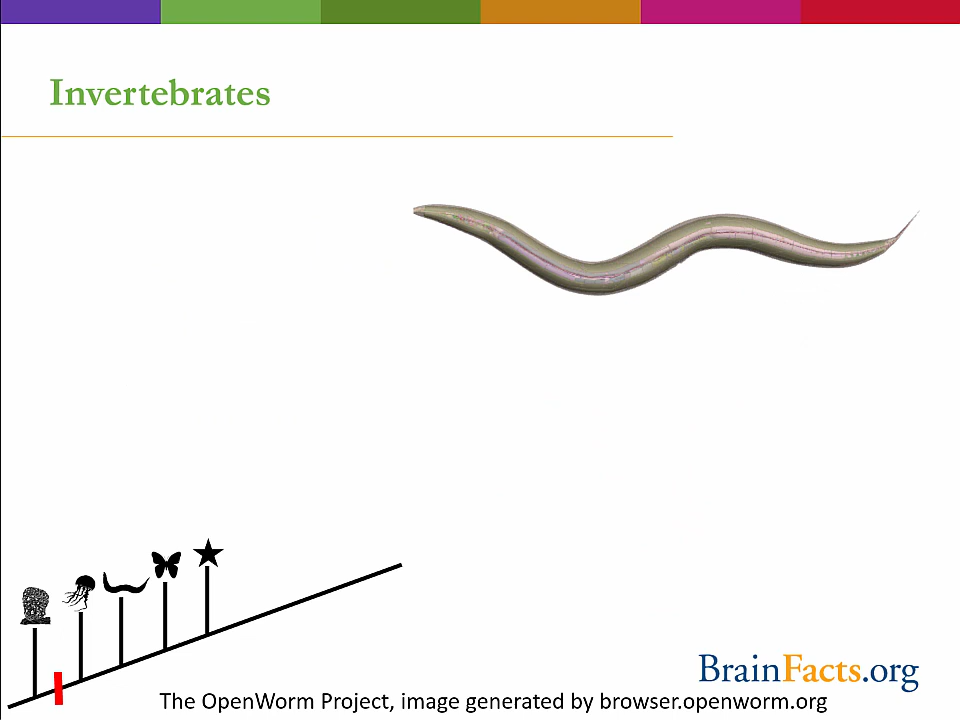 Invertebrates
BrainFacts.org
The OpenWorm Project, image generated by browser.openworm.org